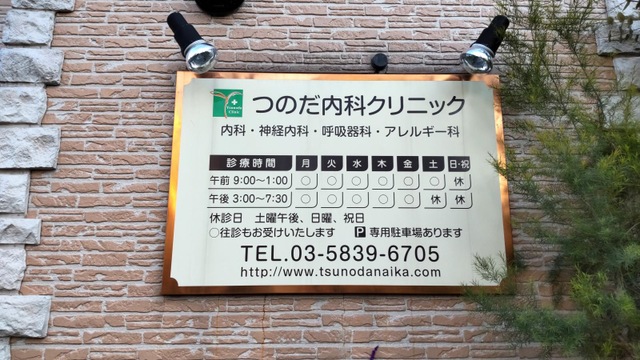 Tsunoda Clinic
つのだ内科クリニック
内科・神経内科・呼吸器科・アレルギー科
診療時間 月 火 水 木 金 土 日・祝
午前 9:00〜1:00 ○ ○ ○ ○ ○ ○ 休
午後 3:00〜7:30 ○ ○ ○ ○ ○ 休 休
休診日 土曜午後、日曜、祝日
○往診もお受けいたします P 専用駐車場あります
TEL.03-5839-6705
http://www.tsunodanaika.com